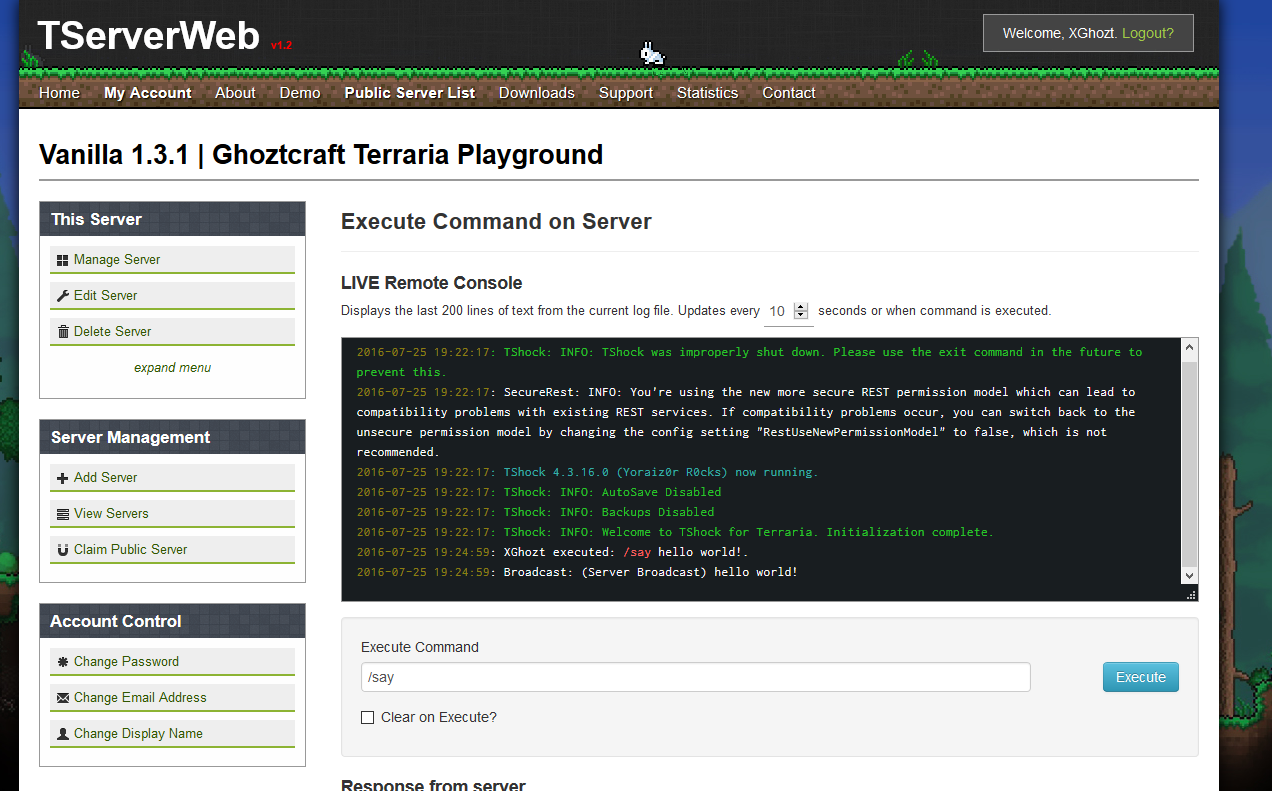 TServerWeb v1.2
Welcome, XGhozt. Logout?
Home My Account About Demo Public Server List Downloads Support Statistics Contact
Vanilla 1.3.1 | Ghoztcraft Terraria Playground
This Server
Manage Server
Edit Server
Delete Server
expand menu
Server Management
Add Server
View Servers
Claim Public Server
Account Control
Change Password
Change Email Address
Change Display Name
Execute Command on Server
LIVE Remote Console
Displays the last 200 lines of text from the current log file. Updates every 10 seconds or when command is executed.
2016-07-25 19:22:17: TShock: INFO: TShock was improperly shut down. Please use the exit command in the future to
prevent this.
2016-07-25 19:22:17: SecureRest: INFO: You're using the new more secure REST permission model which can lead to
compatibility problems with existing REST services. If compatibility problems occur, you can switch back to the
unsecure permission model by changing the config setting "RestUseNewPermissionModel" to false, which is not
recommended.
2016-07-25 19:22:17: TShock 4.3.16.0 (Yoraiz0r R0cks) now running.
2016-07-25 19:22:17: TShock: INFO: AutoSave Disabled
2016-07-25 19:22:17: TShock: INFO: Backups Disabled
2016-07-25 19:22:17: TShock: INFO: Welcome to TShock for Terraria. Initialization complete.
2016-07-25 19:24:59: XGhozt executed: /say hello world!.
2016-07-25 19:24:59: Broadcast: (Server Broadcast) hello world!
Execute Command
/say
Execute
Clear on Execute?
Response from server